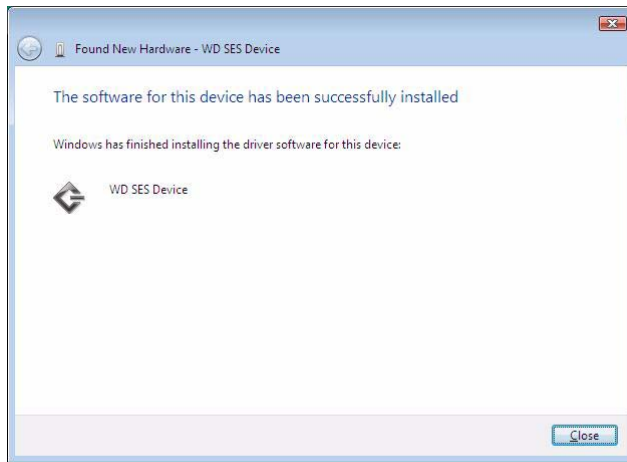 Found New Hardware - WD SES Device
The software for this device has been successfully installed
Windows has finished installing the driver software for this device:
WD SES Device
Close